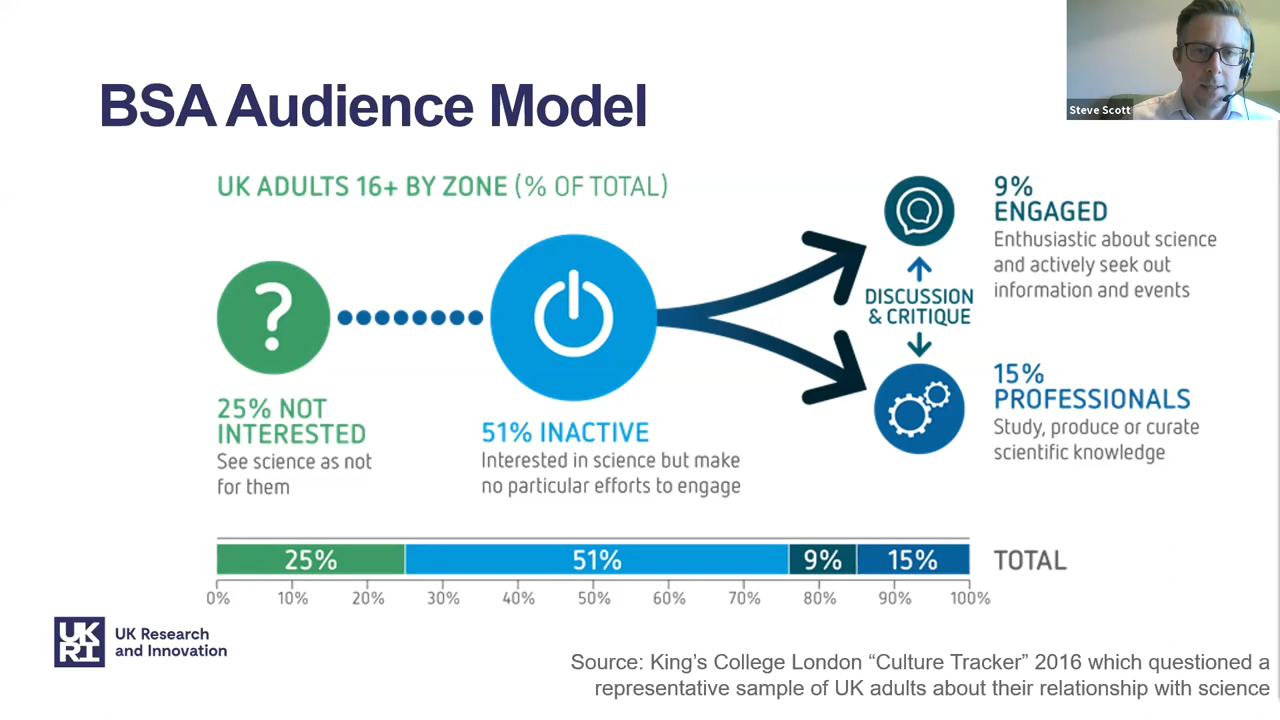 BSA Audience Model
Steve Scott
UK ADULTS 16+ BY ZONE (% OF TOTAL)
25% NOT
INTERESTED
See science as not
for them
51% INACTIVE
Interested in science but make
no particular efforts to engage
DISCUSSION
& CRITIQUE
9%
ENGAGED
Enthusiastic about science
and actively seek out
information and events
15%
PROFESSIONALS
Study, produce or curate
scientific knowledge
25% 51% 9% 15% TOTAL
0% 10% 20% 30% 40% 50% 60% 70% 80% 90% 100%
UK
RI
UK Research
and Innovation
Source: King’s College London “Culture Tracker” 2016 which questioned a
representative sample of UK adults about their relationship with science